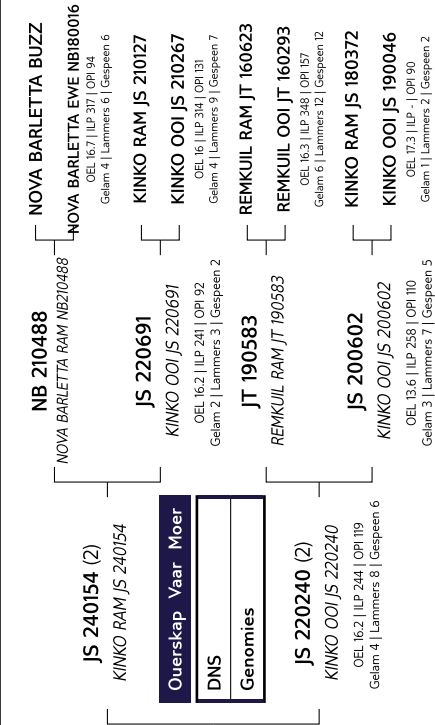 JS 240154 (2)
KINKO RAM JS 240154
Ouerskap Vaar Moer
DNS
Genomies
JS 220240 (2)
KINKO OOI JS 220240
OEL 16.2 | ILP 244 | OPI 119
Gelam 4 | Lammers 8 | Gespeen 6
NB 210488
NOVA BARLETTA RAM NB210488
JS 220691
KINKO OOI JS 220691
OEL 16.2 | ILP 241 | OPI 92
Gelam 2 | Lammers 3 | Gespeen 2
JT 190583
REMKUIL RAM JT 190583
JS 200602
KINKO OOI JS 200602
OEL 13.6 | ILP 258 | OPI 110
Gelam 3 | Lammers 7 | Gespeen 5
NOVA BARLETTA BUZZ
NOVA BARLETTA EWE NB180016
OEL 16.7 | ILP 317 | OPI 94
Gelam 4 | Lammers 6 | Gespeen 6
KINKO RAM JS 210127
KINKO OOI JS 210267
OEL 16 | ILP 314 | OPI 131
Gelam 4 | Lammers 9 | Gespeen 7
REMKUIL RAM JT 160623
REMKUIL OOI JT 160293
OEL 16.3 | ILP 348 | OPI 157
Gelam 6 | Lammers 12 | Gespeen 12
KINKO RAM JS 180372
KINKO OOI JS 190046
OEL 17.3 | ILP - | OPI 90
Gelam 1 | Lammers 2 | Gespeen 2